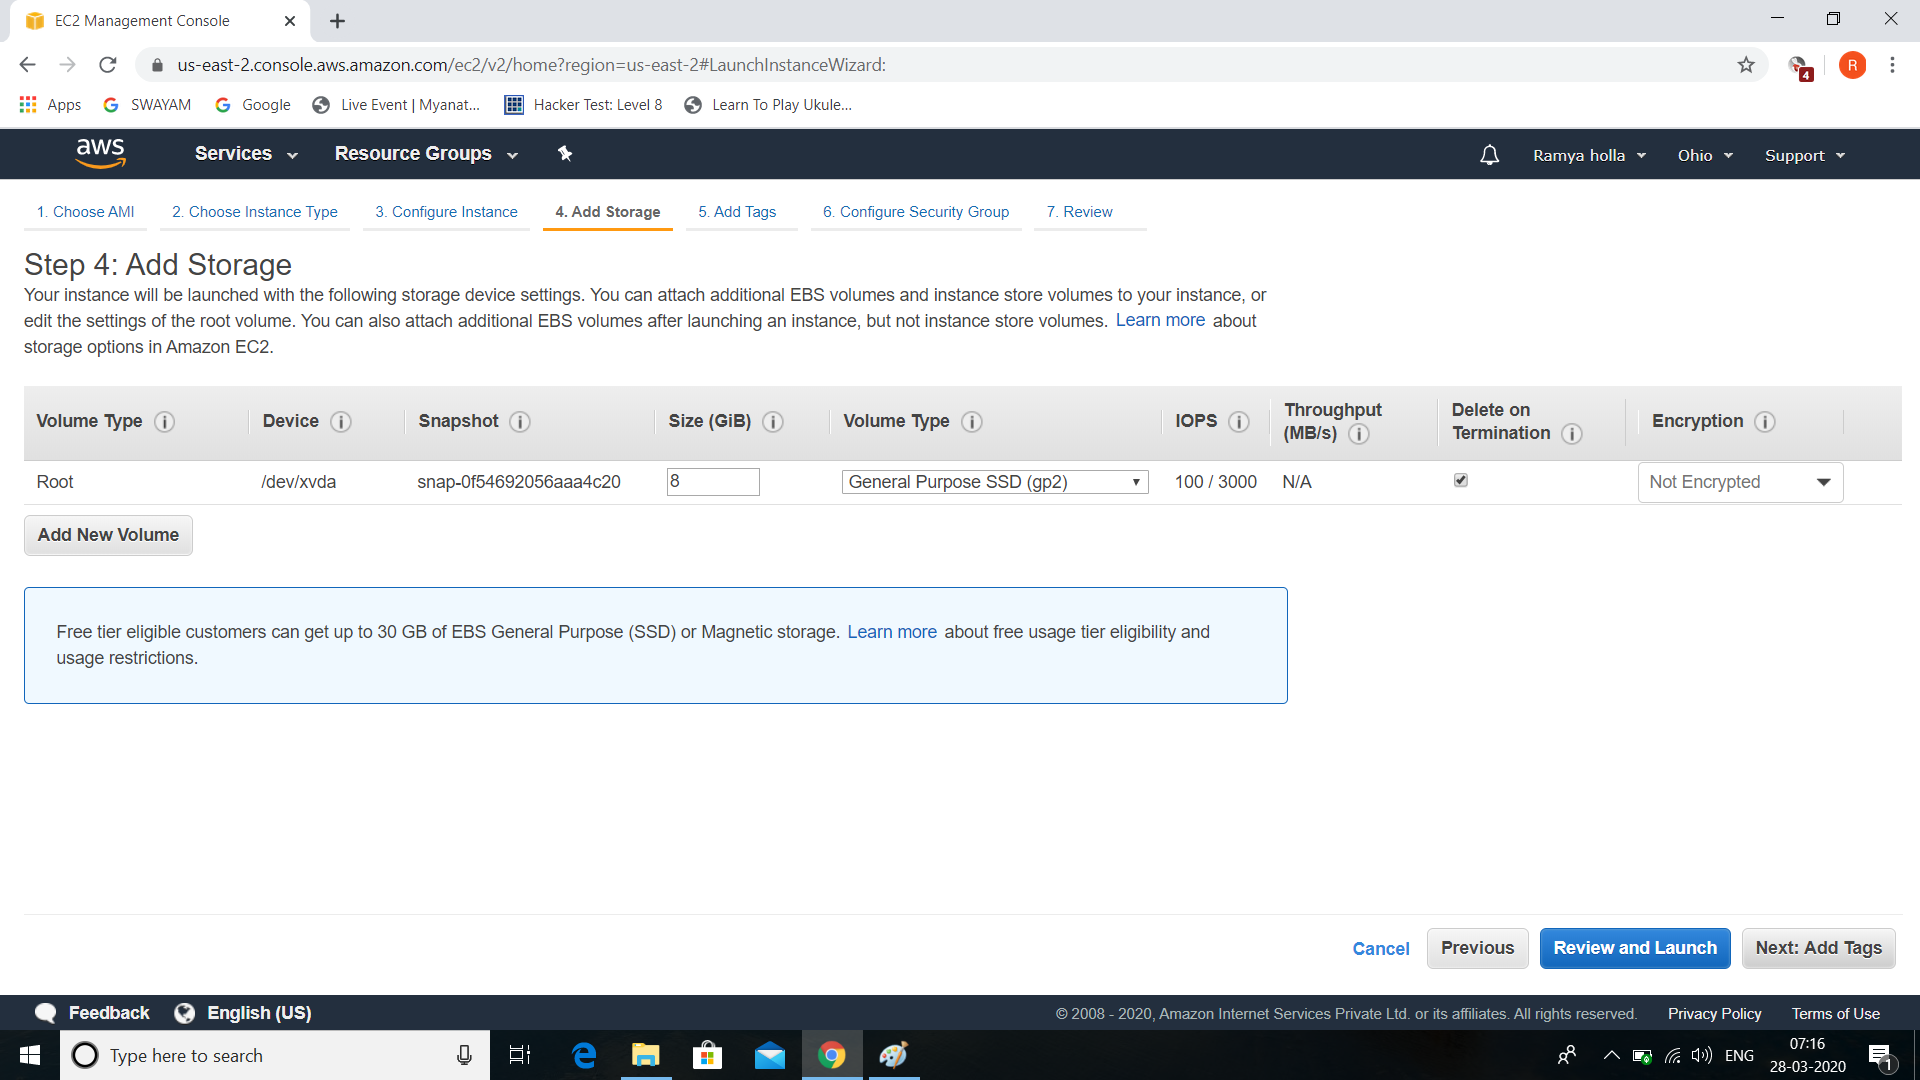 EC2 Management Console
us-east-2.console.aws.amazon.com/ec2/v2/home?region=us-east-2#LaunchInstanceWizard:
4
R
Apps SWAYAM Google Live Event | Myanat... Hacker Test: Level 8 Learn To Play Ukule...
aws Services Resource Groups Ramya holla Ohio Support
1. Choose AMI 2. Choose Instance Type 3. Configure Instance 4. Add Storage 5. Add Tags 6. Configure Security Group 7. Review
Step 4: Add Storage
Your instance will be launched with the following storage device settings. You can attach additional EBS volumes and instance store volumes to your instance, or
edit the settings of the root volume. You can also attach additional EBS volumes after launching an instance, but not instance store volumes. Learn more about
storage options in Amazon EC2.
Volume Type i Device i Snapshot i Size (GiB) i Volume Type i IOPS i Throughput (MB/s) i Delete on Termination i Encryption i
Root /dev/xvda snap-0f54692056aaa4c20 8 General Purpose SSD (gp2) 100 / 3000 N/A Not Encrypted
Add New Volume
Free tier eligible customers can get up to 30 GB of EBS General Purpose (SSD) or Magnetic storage. Learn more about free usage tier eligibility and
usage restrictions.
Cancel Previous Review and Launch Next: Add Tags
Feedback English (US) © 2008 - 2020, Amazon Internet Services Private Ltd. or its affiliates. All rights reserved. Privacy Policy Terms of Use
Type here to search ENG 07:16
28-03-2020
1